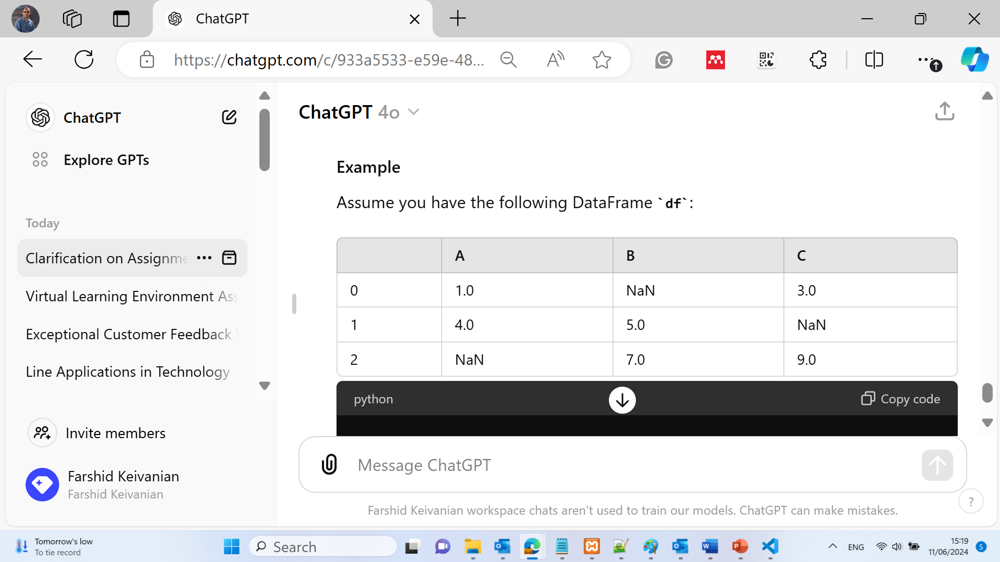 ChatGPT
https://chatgpt.com/c/933a5533-e59e-48...
ChatGPT
Explore GPTs
Today
Clarification on Assignme
Virtual Learning Environment Ass
Exceptional Customer Feedback
Line Applications in Technology
Invite members
Farshid Keivanian
Farshid Keivanian
ChatGPT 4o
Example
Assume you have the following DataFrame `df`:
A B C
0 1.0 NaN 3.0
1 4.0 5.0 NaN
2 NaN 7.0 9.0
python Copy code
Message ChatGPT
?
Farshid Keivanian workspace chats aren't used to train our models. ChatGPT can make mistakes.
Tomorrow's low
To tie record
Search
ENG
15:19
11/06/2024
5